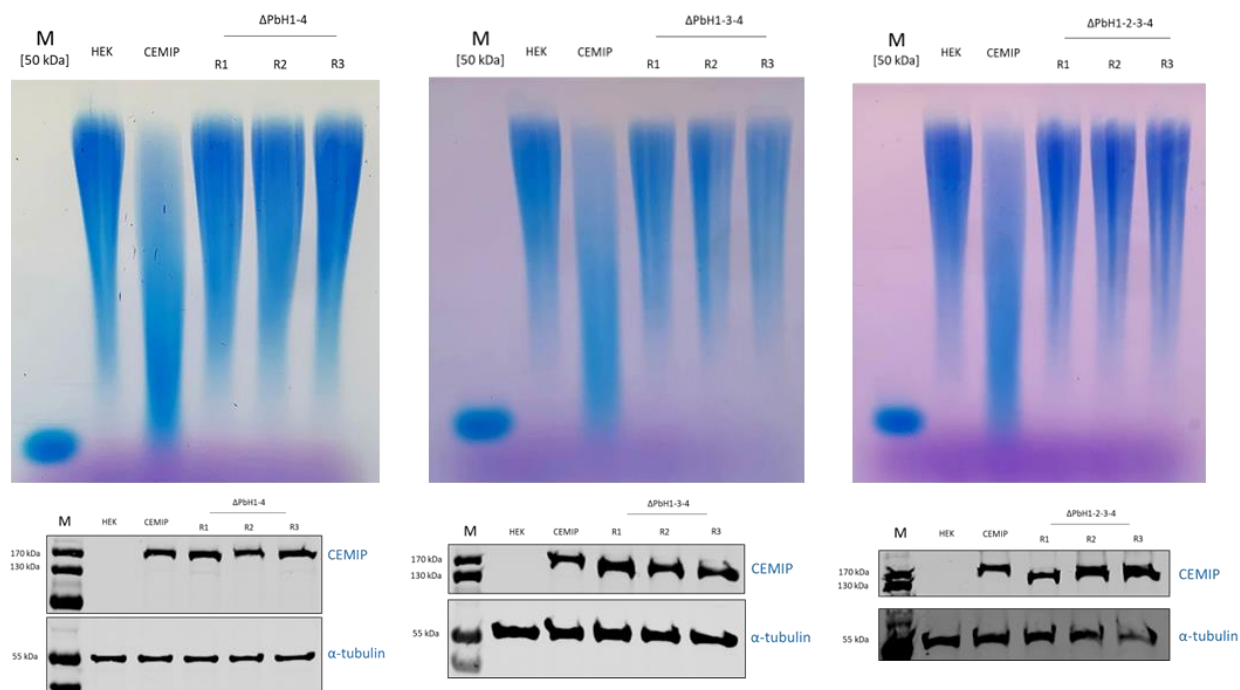 ΔPbH1-4
M HEK CEMIP
[50 kDa] R1 R2 R3
ΔPbH1-3-4
M HEK CEMIP
[50 kDa] R1 R2 R3
ΔPbH1-2-3-4
M HEK CEMIP
[50 kDa] R1 R2 R3
ΔPbH1-4
M HEK CEMIP R1 R2 R3
170 kDa CEMIP
130 kDa
55 kDa α-tubulin
ΔPbH1-3-4
M HEK CEMIP R1 R2 R3
170 kDa
130 kDa CEMIP
55 kDa α-tubulin
ΔPbH1-2-3-4
M HEK CEMIP R1 R2 R3
170 kDa CEMIP
130 kDa
55 kDa α-tubulin